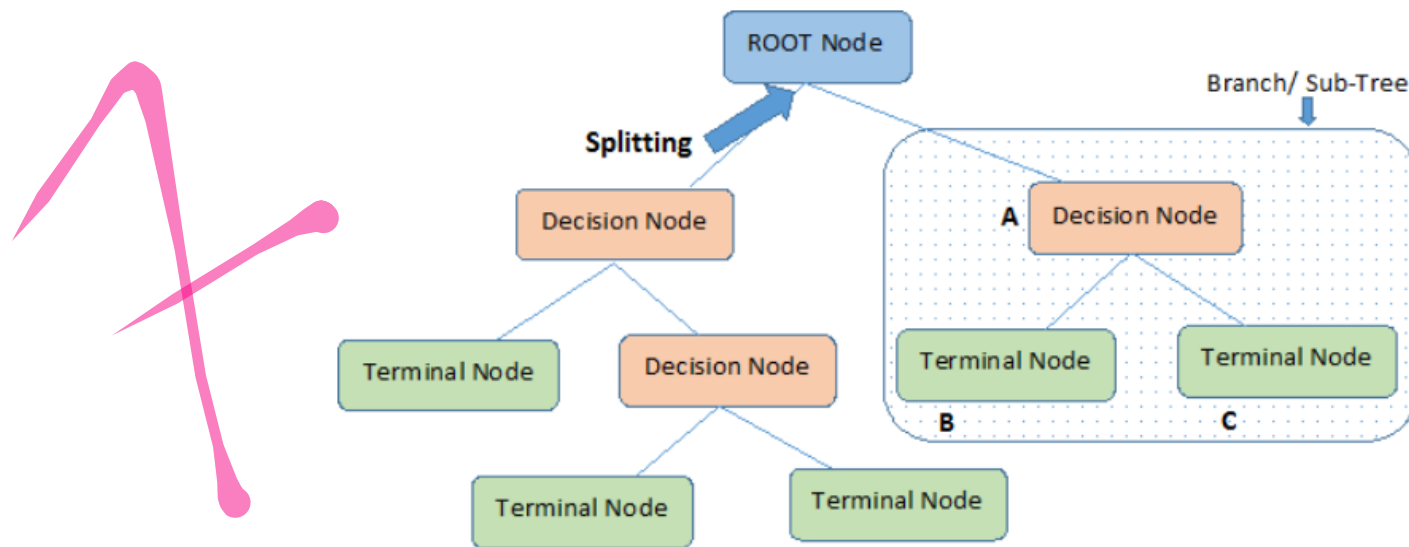 ROOT Node
Branch/ Sub-Tree
Splitting
Decision Node
A Decision Node
Terminal Node
Decision Node
Terminal Node
Terminal Node
B
C
Terminal Node
Terminal Node